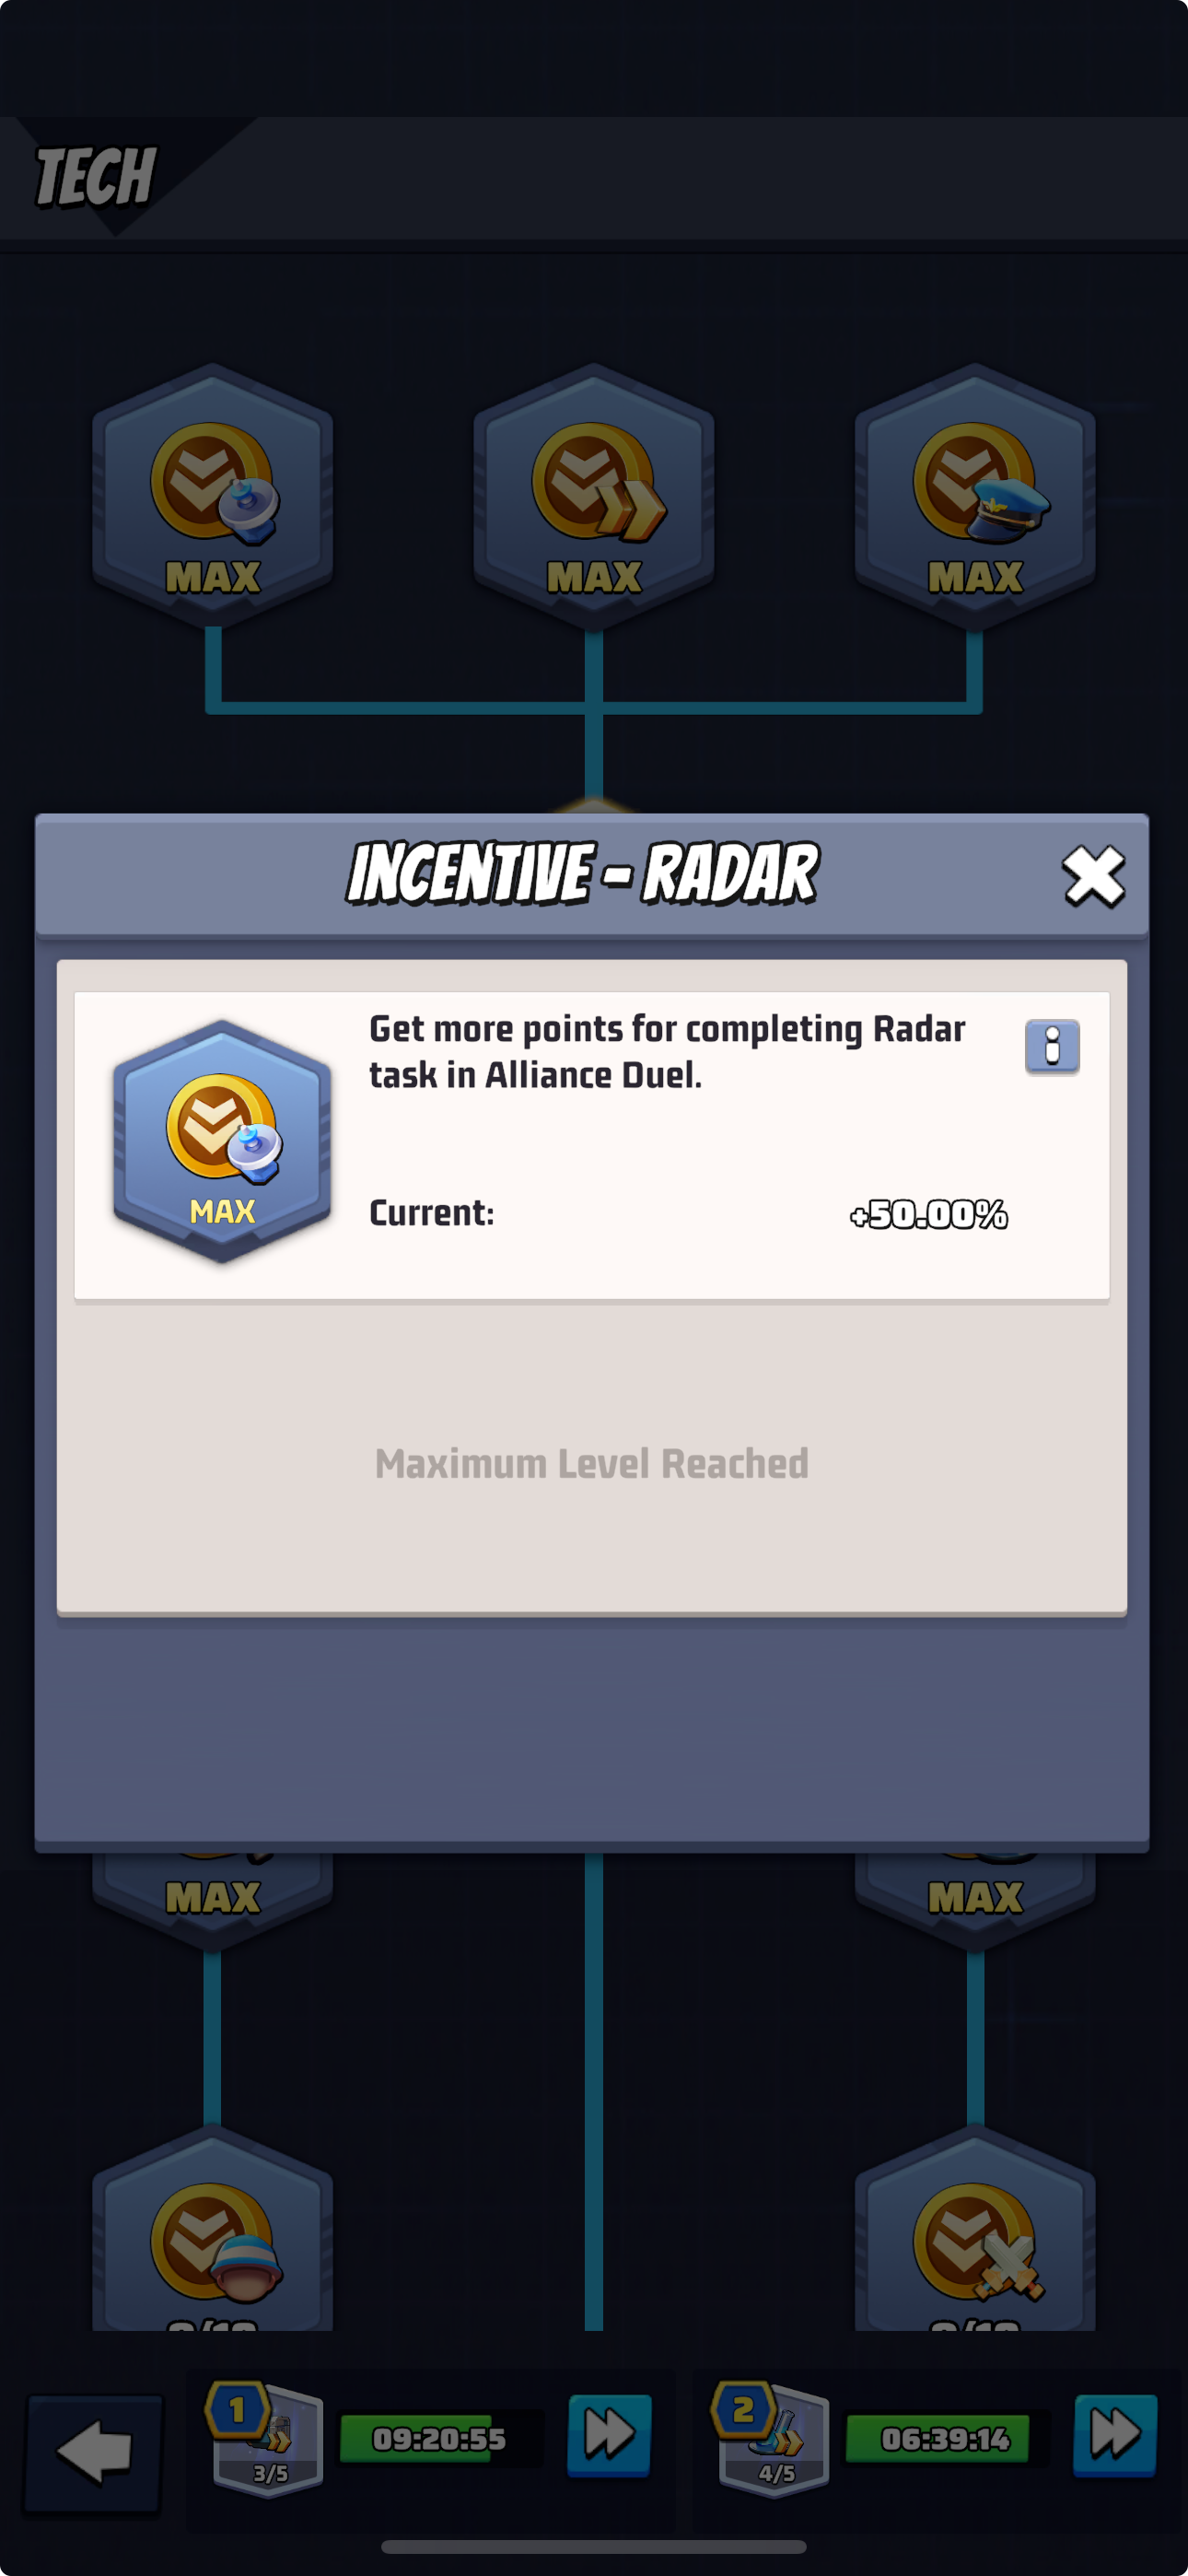 TECH
MAX
MAX
MAX
INCENTIVE - RADAR
Get more points for completing Radar
task in Alliance Duel.
MAX
Current:
+50.00%
Maximum Level Reached
MAX
MAX
1
3/5
09:20:55
2
4/5
06:39:14